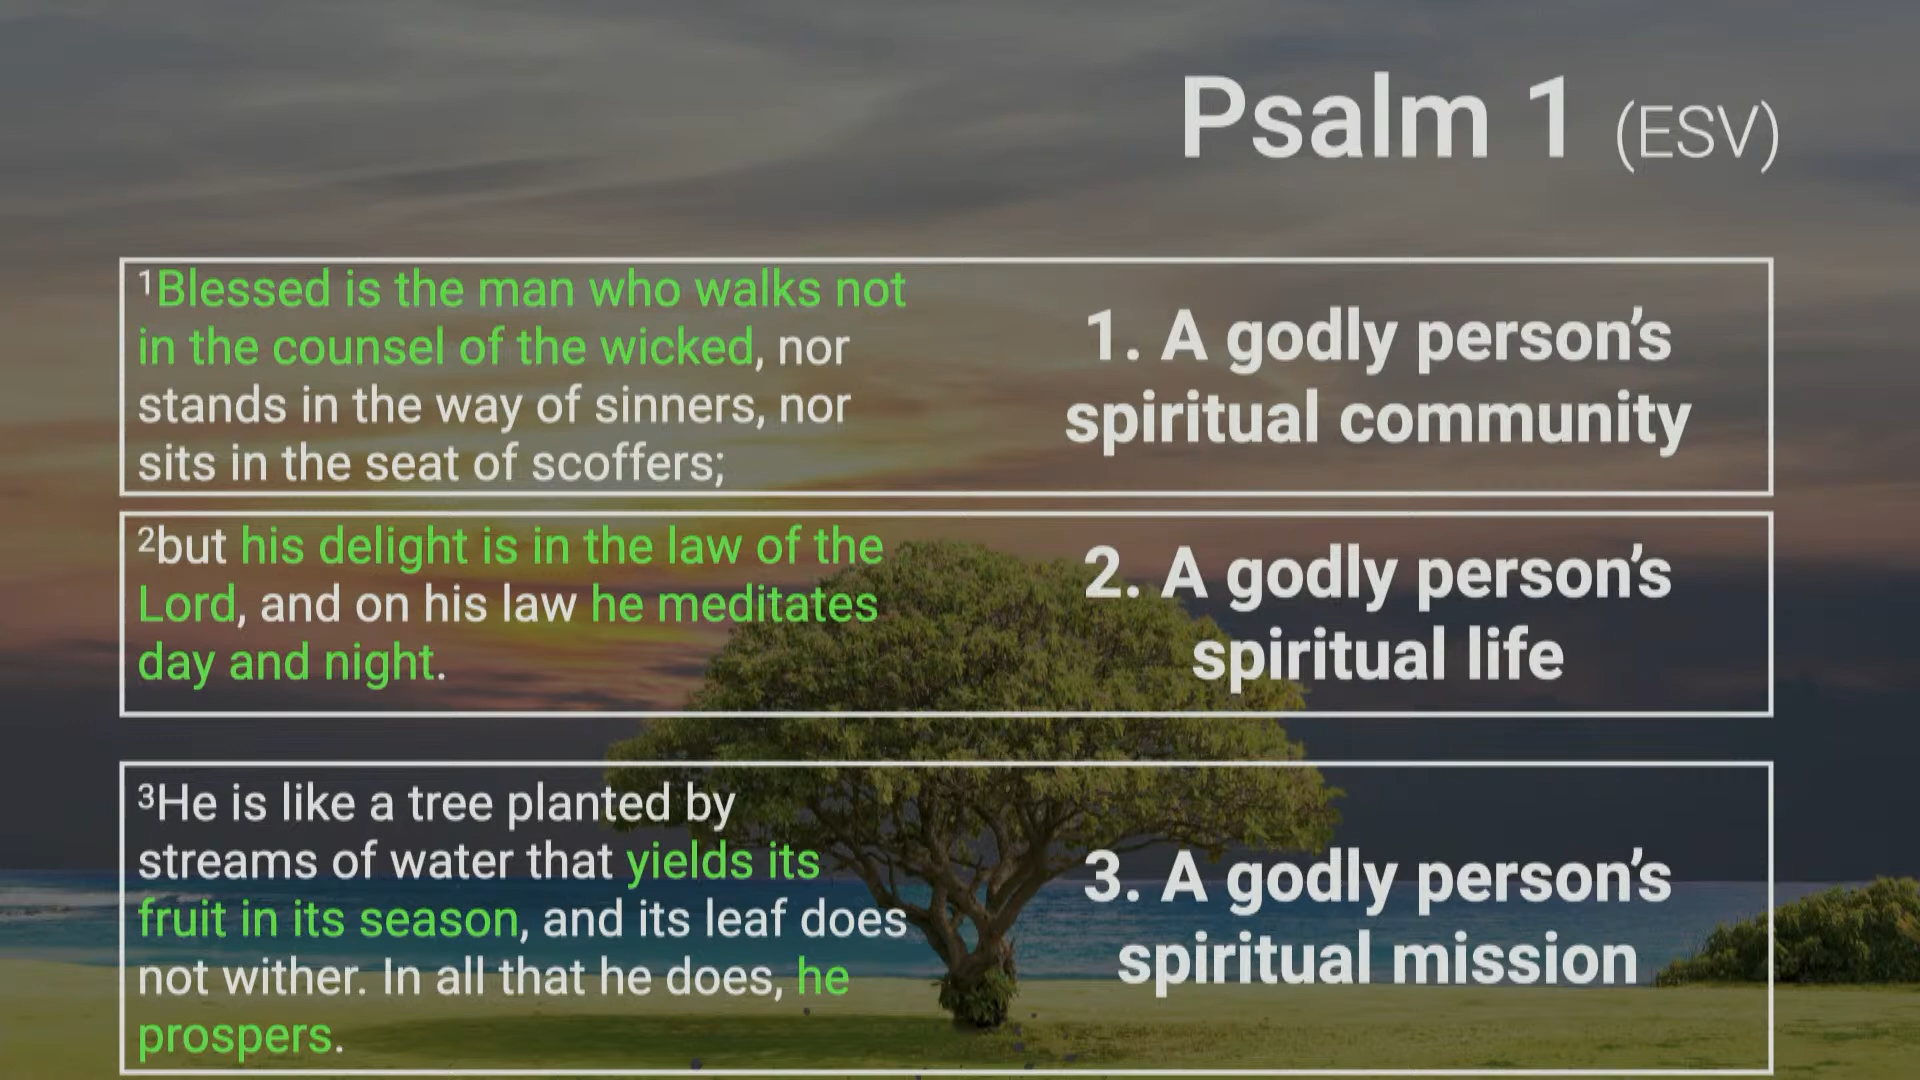 Psalm 1 (ESV)
¹Blessed is the man who walks not
in the counsel of the wicked, nor
stands in the way of sinners, nor
sits in the seat of scoffers;
1. A godly person’s
spiritual community
²but his delight is in the law of the
Lord, and on his law he meditates
day and night.
2. A godly person’s
spiritual life
³He is like a tree planted by
streams of water that yields its
fruit in its season, and its leaf does
not wither. In all that he does, he
prospers.
3. A godly person’s
spiritual mission